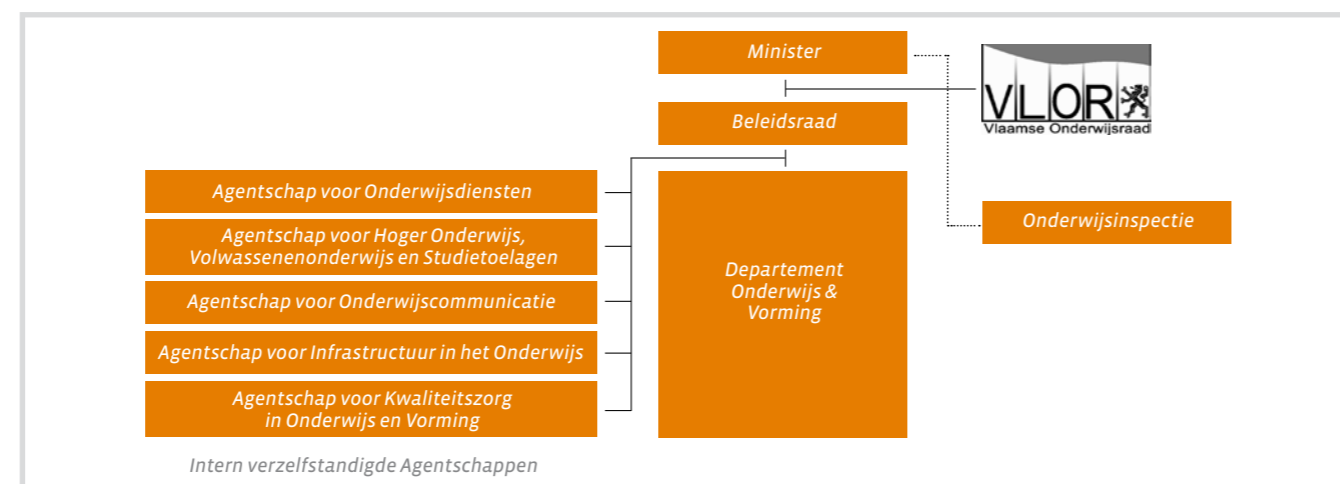 Minister
VLOR
Vlaamse Onderwijsraad
Beleidsraad
Agentschap voor Onderwijsdiensten
Agentschap voor Hoger Onderwijs,
Volwassenenonderwijs en Studietoelagen
Agentschap voor Onderwijscommunicatie
Agentschap voor Infrastructuur in het Onderwijs
Agentschap voor Kwaliteitszorg
in Onderwijs en Vorming
Intern verzelfstandigde Agentschappen
Departement
Onderwijs &
Vorming
Onderwijsinspectie